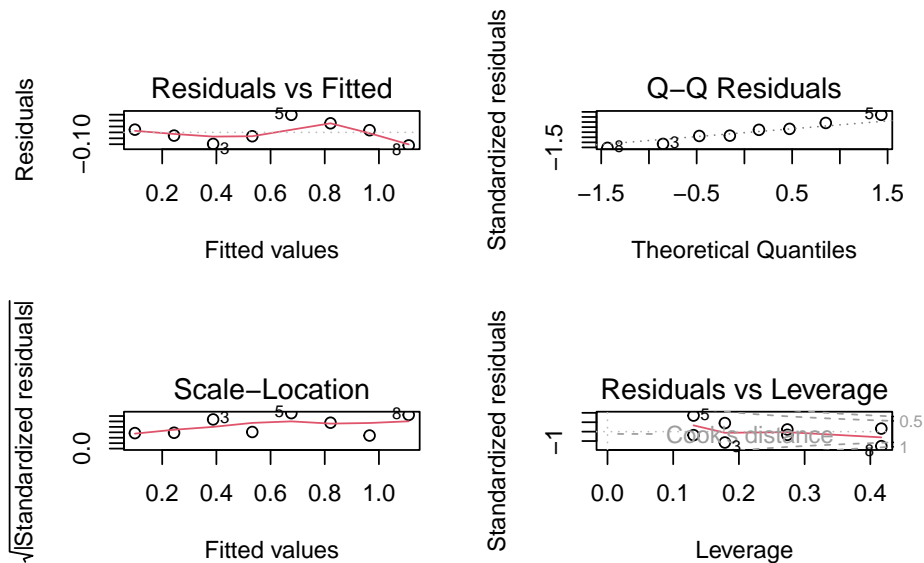 Residuals vs Fitted
Residuals
−0.10
5
3
8
0.2 0.4 0.6 0.8 1.0
Fitted values
Q−Q Residuals
Standardized residuals
−1.5
8
3
5
−1.5 −0.5 0.5 1.5
Theoretical Quantiles
Scale−Location
√|Standardized residuals|
0.0
3
5
8
0.2 0.4 0.6 0.8 1.0
Fitted values
Residuals vs Leverage
Standardized residuals
−1
5
0.5
Cook's distance
3
8
1
0.0 0.1 0.2 0.3 0.4
Leverage